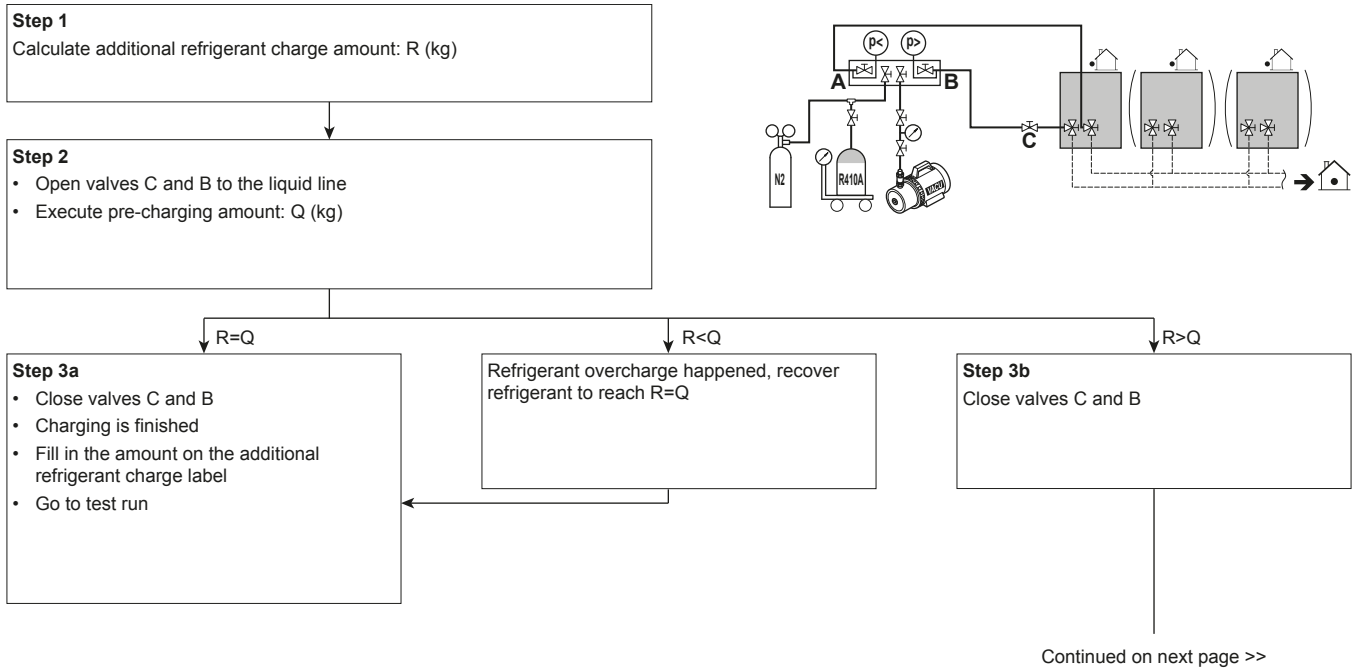 Step 1
Calculate additional refrigerant charge amount: R (kg)
p<
p>
A
B
C
N2
R410A
VACU
Step 2
• Open valves C and B to the liquid line
• Execute pre-charging amount: Q (kg)
R=Q
R<Q
R>Q
Step 3a
• Close valves C and B
• Charging is finished
• Fill in the amount on the additional
refrigerant charge label
• Go to test run
Refrigerant overcharge happened, recover
refrigerant to reach R=Q
Step 3b
Close valves C and B
Continued on next page >>